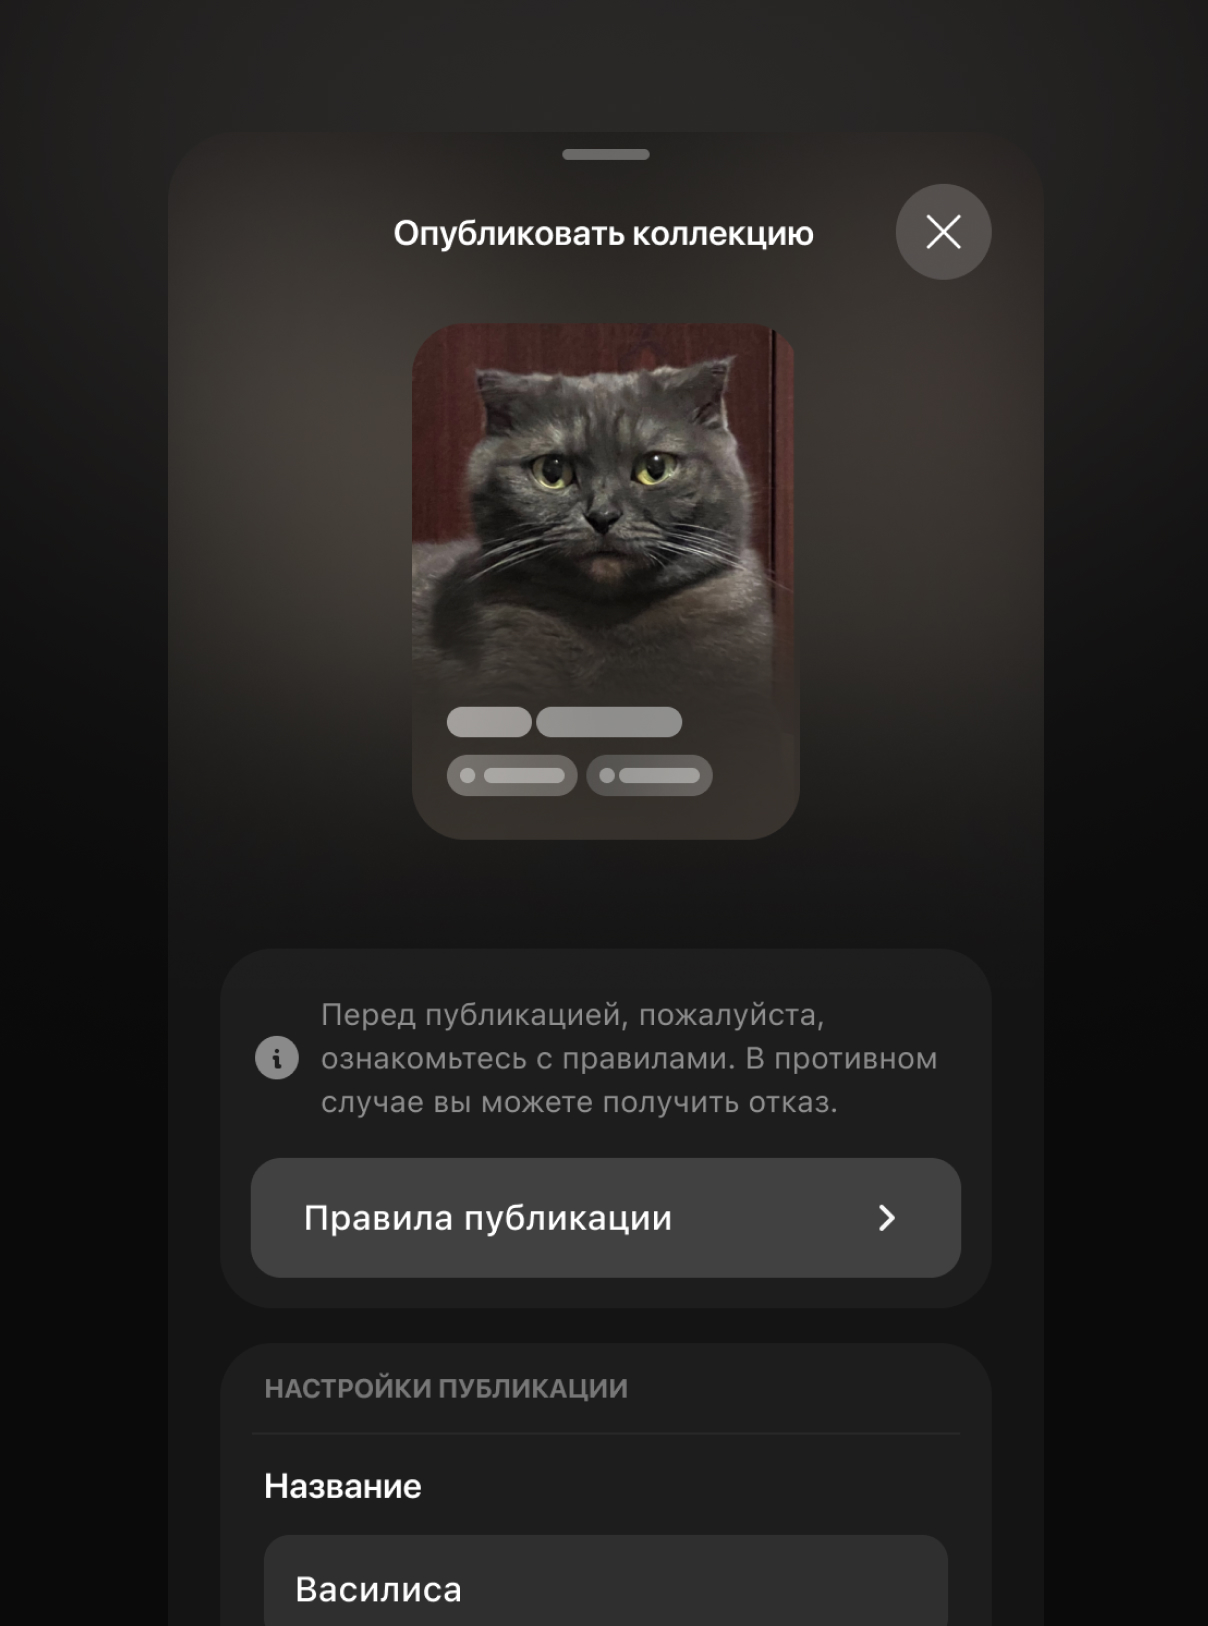 Опубликовать коллекцию
Перед публикацией, пожалуйста,
ознакомьтесь с правилами. В противном
случае вы можете получить отказ.
Правила публикации
НАСТРОЙКИ ПУБЛИКАЦИИ
Название
Василиса